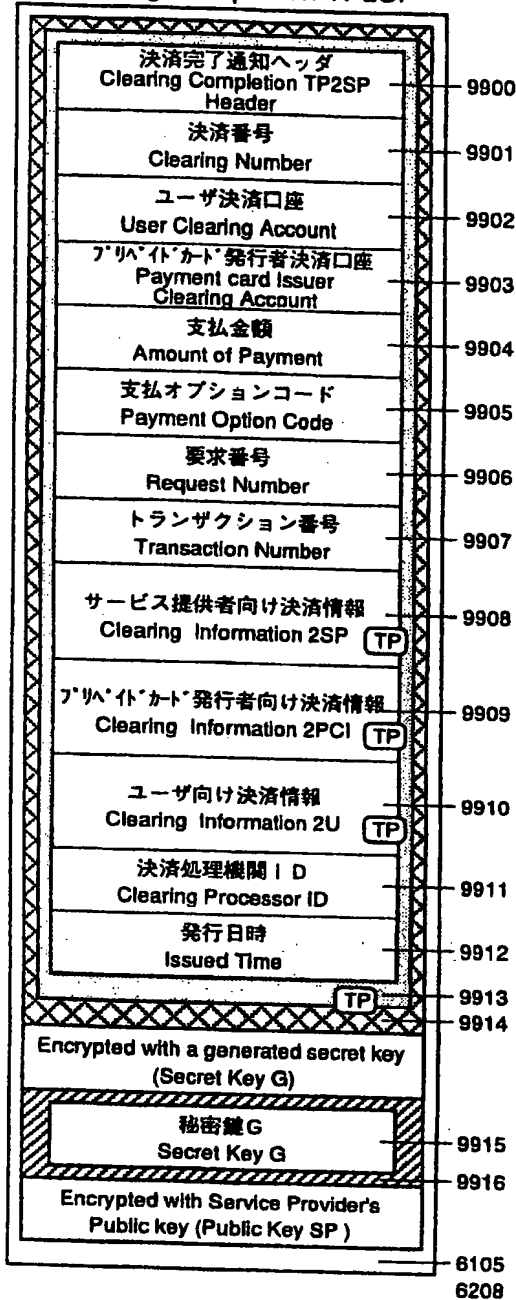 決済完了通知ヘッダ
Clearing Completion TP2SP
Header
9900
決済番号
Clearing Number
9901
ユーザ決済口座
User Clearing Account
9902
プリペイドカード発行者決済口座
Payment card Issuer
Clearing Account
9903
支払金額
Amount of Payment
9904
支払オプションコード
Payment Option Code
9905
要求番号
Request Number
9906
トランザクション番号
Transaction Number
9907
サービス提供者向け決済情報
Clearing Information 2SP
TP
9908
プリペイドカード発行者向け決済情報
Clearing Information 2PCI
TP
9909
ユーザ向け決済情報
Clearing Information 2U
TP
9910
決済処理機関ID
Clearing Processor ID
9911
発行日時
Issued Time
9912
TP
9913
9914
Encrypted with a generated secret key
(Secret Key G)
秘密鍵G
Secret Key G
9915
9916
Encrypted with Service Provider's
Public key (Public Key SP )
6105
6208